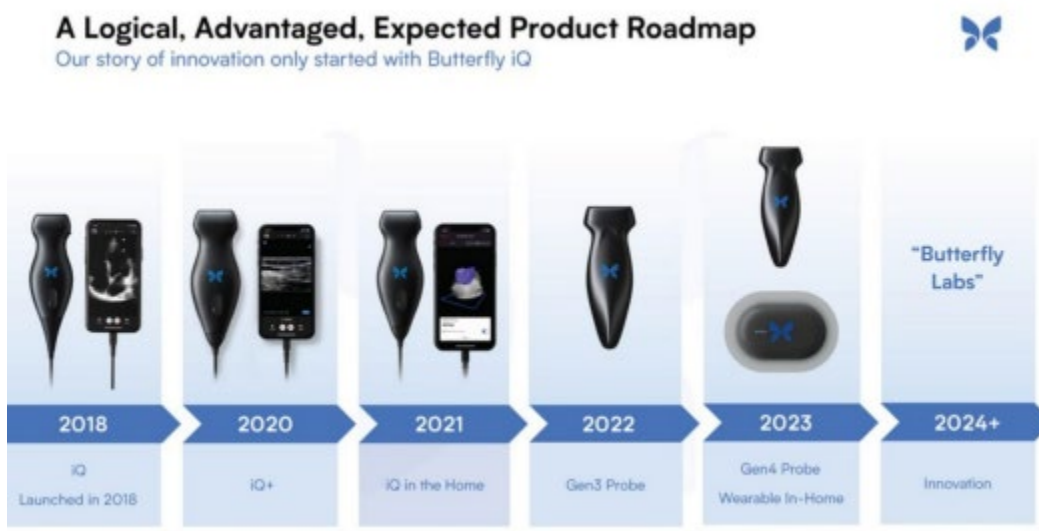 A Logical, Advantaged, Expected Product Roadmap
Our story of innovation only started with Butterfly iQ
"Butterfly
Labs"
2018
2020
2021
2022
2023
2024+
iQ
Launched in 2018
iQ+
iQ in the Home
Gen3 Probe
Gen4 Probe
Wearable In-Home
Innovation